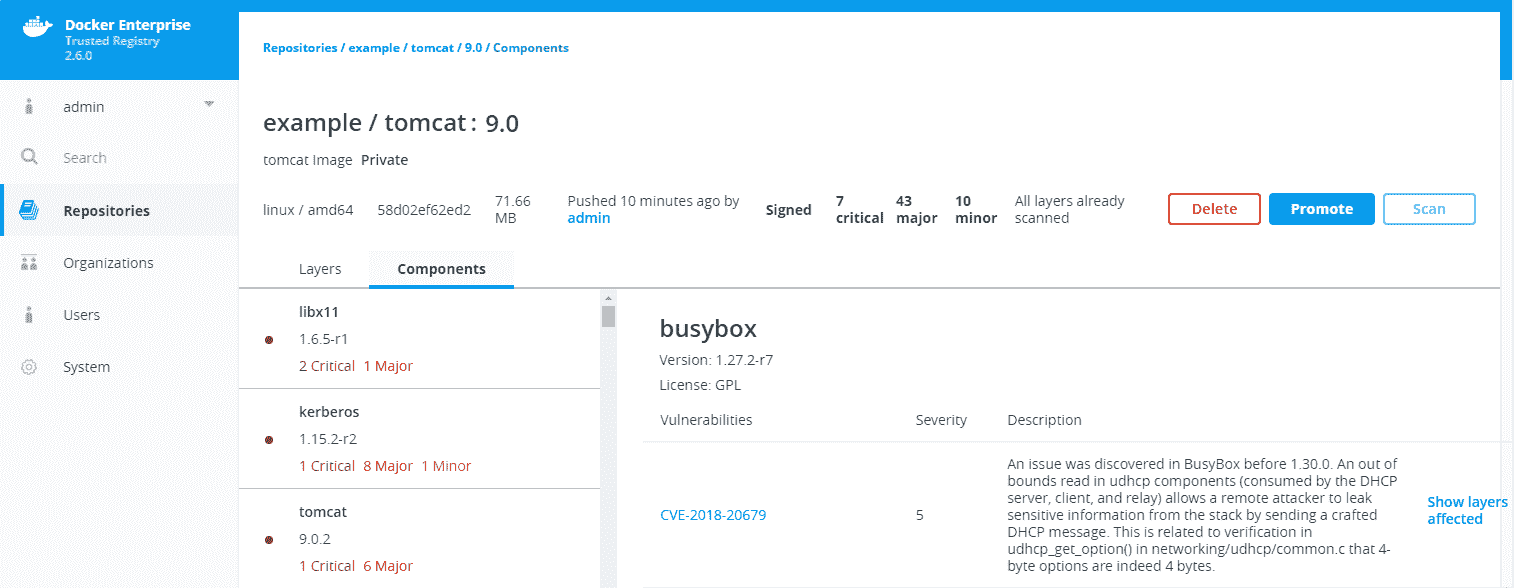 Docker Enterprise
Trusted Registry
2.6.0
admin
Search
Repositories
Organizations
Users
System
Repositories / example / tomcat / 9.0 / Components
example / tomcat : 9.0
tomcat Image Private
linux / amd64
58d02ef62ed2
71.66
MB
Pushed 10 minutes ago by
admin
Signed
7
critical
43
major
10
minor
All layers already
scanned
Delete
Promote
Scan
Layers
Components
libx11
1.6.5-r1
2 Critical 1 Major
kerberos
1.15.2-r2
1 Critical 8 Major 1 Minor
tomcat
9.0.2
1 Critical 6 Major
busybox
Version: 1.27.2-r7
License: GPL
Vulnerabilities Severity Description
CVE-2018-20679
5
An issue was discovered in BusyBox before 1.30.0. An out of
bounds read in udhcp components (consumed by the DHCP
server, client, and relay) allows a remote attacker to leak
sensitive information from the stack by sending a crafted
DHCP message. This is related to verification in
udhcp_get_option() in networking/udhcp/common.c that 4-
byte options are indeed 4 bytes.
Show layers
affected